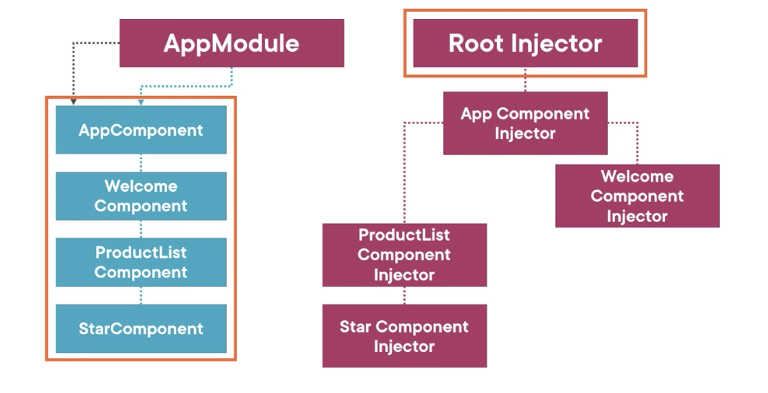 AppModule
AppComponent
Welcome
Component
ProductList
Component
StarComponent
Root Injector
App Component
Injector
Welcome
Component
Injector
ProductList
Component
Injector
Star Component
Injector